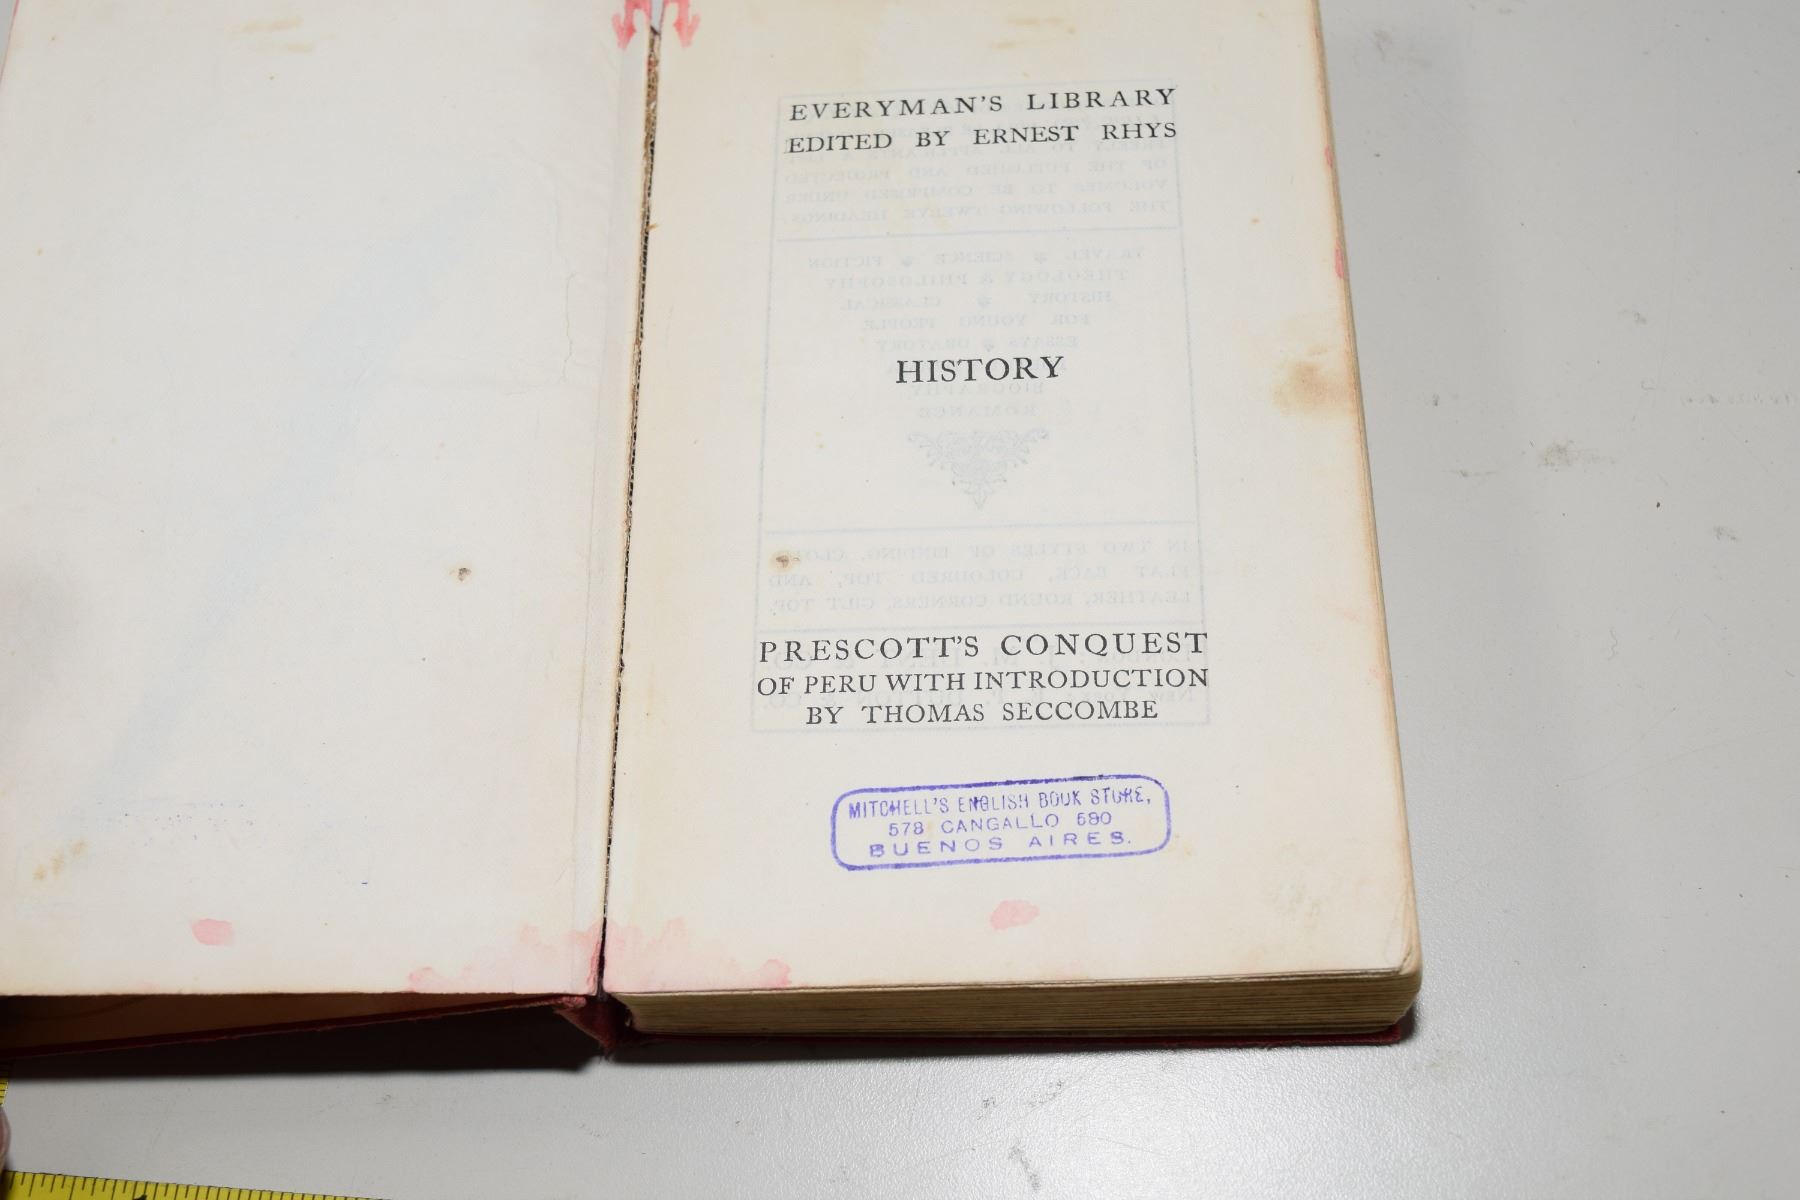 EVERYMAN'S LIBRARY
EDITED BY ERNEST RHYS
HISTORY
PRESCOTT'S CONQUEST
OF PERU WITH INTRODUCTION
BY THOMAS SECCOMBE
MITCHELL'S ENGLISH BOOK STORE,
578 CANGALLO 580
BUENOS AIRES.